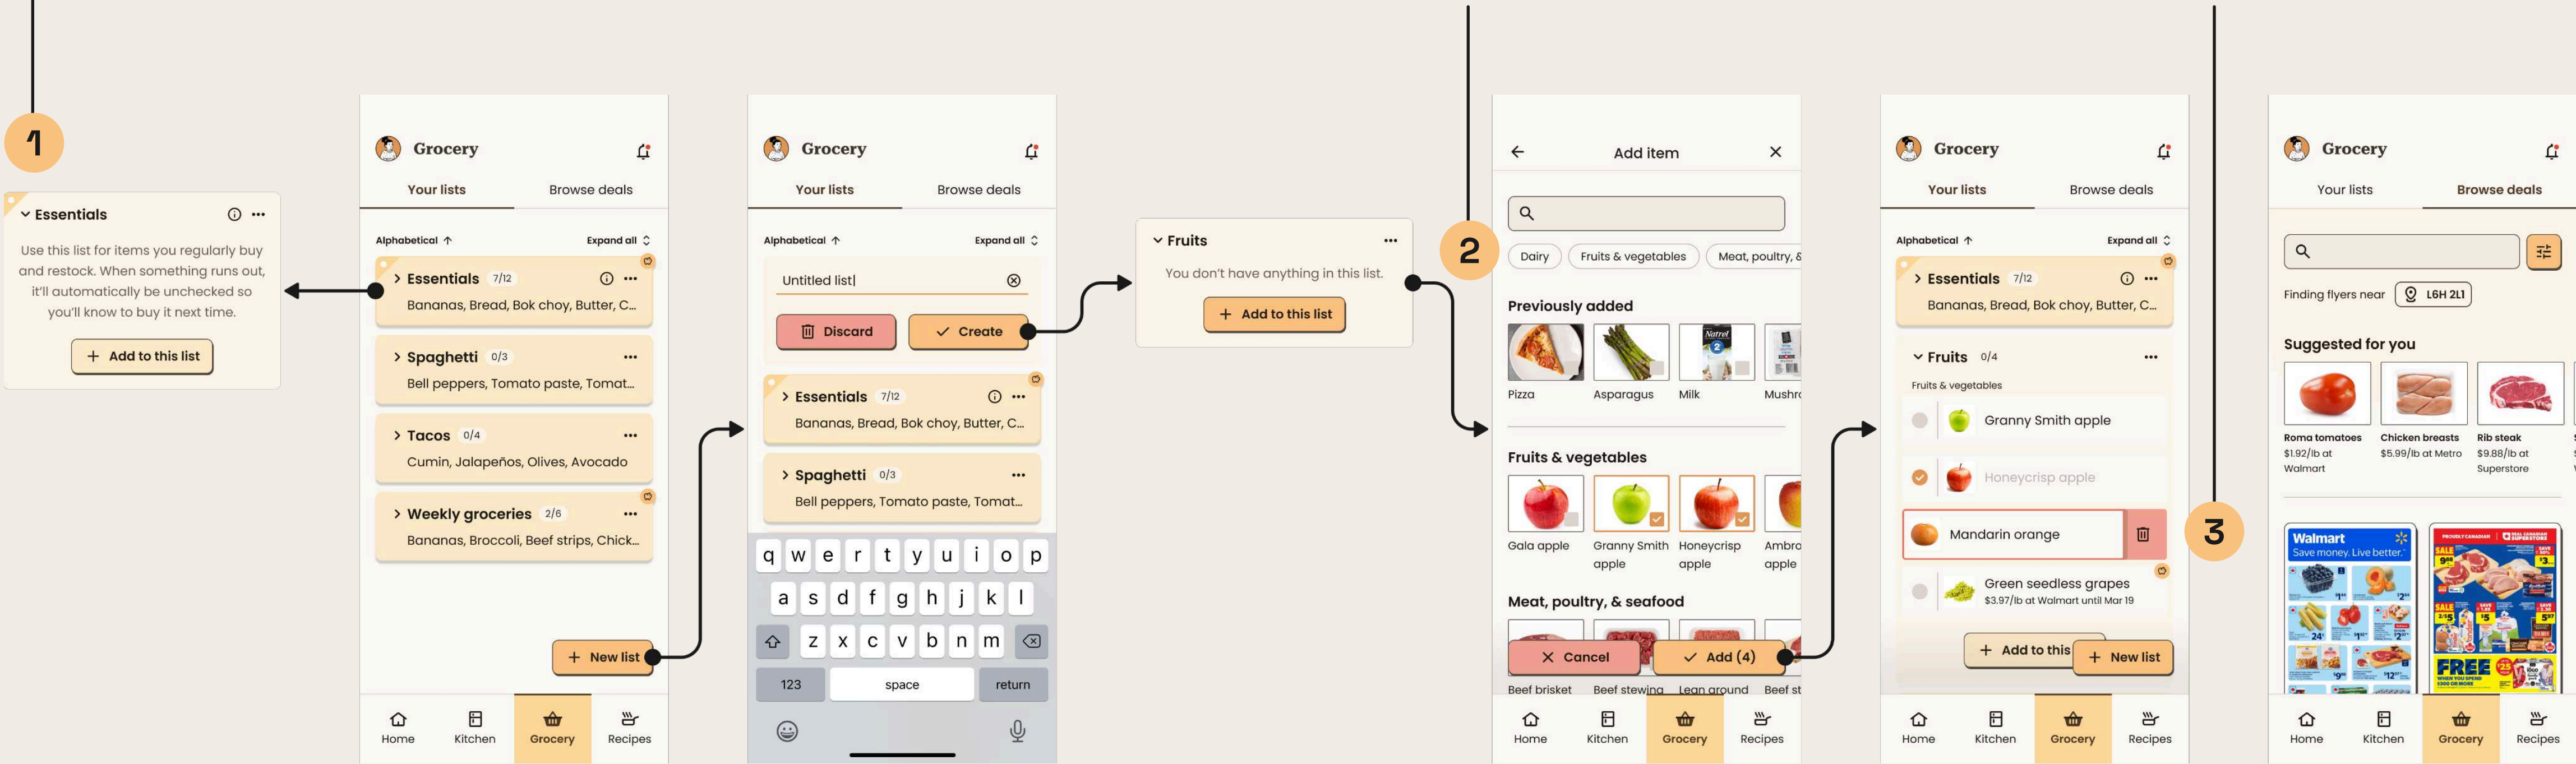 1
Essentials
Use this list for items you regularly buy
and restock. When something runs out,
it'll automatically be unchecked so
you'll know to buy it next time.
+ Add to this list
Grocery
Your lists
Browse deals
Alphabetical ↑
Expand all
Essentials 7/12
Bananas, Bread, Bok choy, Butter, C...
Spaghetti 0/3
Bell peppers, Tomato paste, Tomat...
Tacos 0/4
Cumin, Jalapeños, Olives, Avocado
Weekly groceries 2/6
Bananas, Broccoli, Beef strips, Chick...
+ New list
Home
Kitchen
Grocery
Recipes
Grocery
Your lists
Browse deals
Alphabetical ↑
Expand all
Untitled list
Discard
Create
Essentials 7/12
Bananas, Bread, Bok choy, Butter, C...
Spaghetti 0/3
Bell peppers, Tomato paste, Tomat...
q w e r t y u i o p
a s d f g h j k l
z x c v b n m
123
space
return
Fruits
You don't have anything in this list.
+ Add to this list
2
Add item
Dairy
Fruits & vegetables
Meat, poultry, &
Previously added
Natrel
2
Pizza
Asparagus
Milk
Mushr
Fruits & vegetables
Gala apple
Granny Smith
apple
Honeycrisp
apple
Ambro
apple
Meat, poultry, & seafood
Cancel
Add (4)
Beef brisket
Beef stewing
Lean ground
Beef st
Home
Kitchen
Grocery
Recipes
Grocery
Your lists
Browse deals
Alphabetical ↑
Expand all
Essentials 7/12
Bananas, Bread, Bok choy, Butter, C...
Fruits 0/4
Fruits & vegetables
Granny Smith apple
Honeycrisp apple
Mandarin orange
Green seedless grapes
$3.97/lb at Walmart until Mar 19
+ Add to this
+ New list
Home
Kitchen
Grocery
Recipes
3
Grocery
Your lists
Browse deals
Finding flyers near
L6H 2L1
Suggested for you
Roma tomatoes
$1.92/lb at
Walmart
Chicken breasts
$5.99/lb at Metro
Rib steak
$9.88/lb at
Superstore
Walmart
Save money. Live better.
PROUDLY CANADIAN
SUPERSTORE
SALE
SALE
FREE
Home
Kitchen
Grocery
Recipes